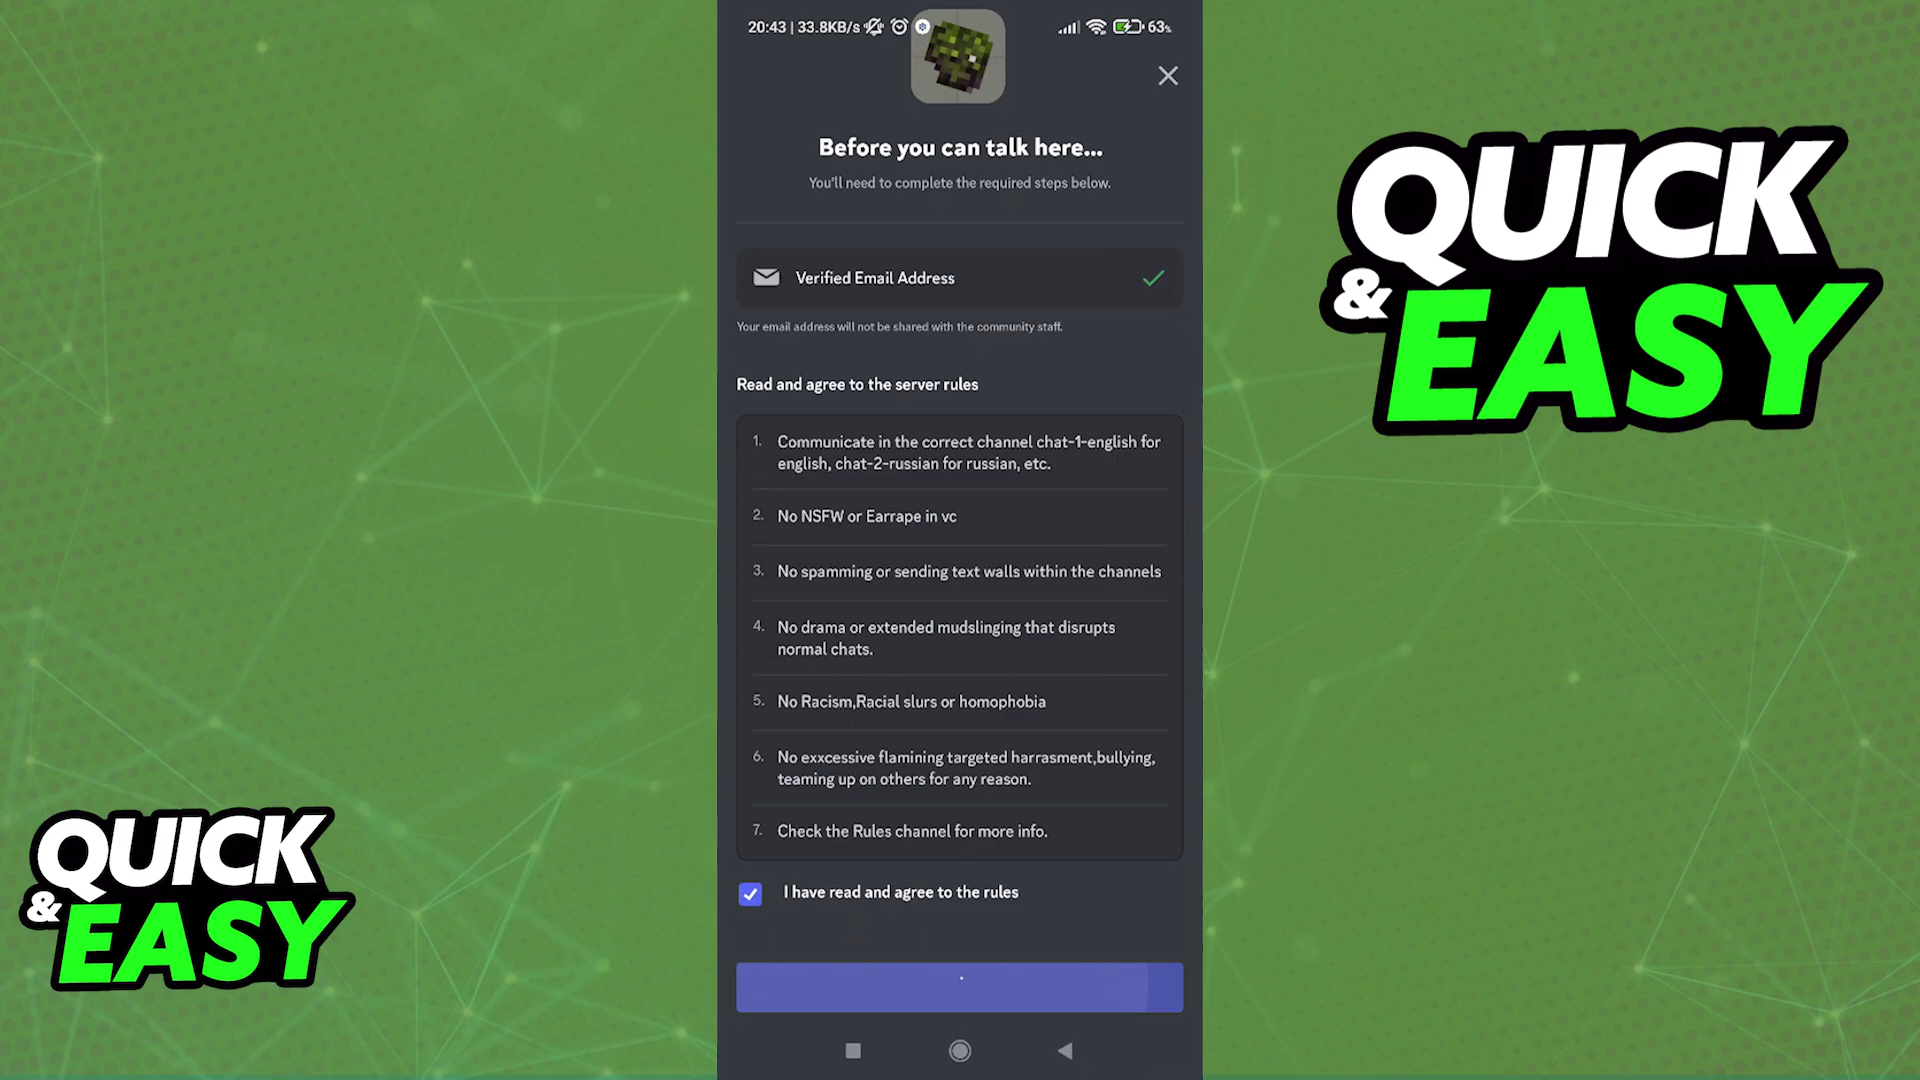 20:43 | 33.8KB/s
63%
Before you can talk here...
You'll need to complete the required steps below.
Verified Email Address
Your email address will not be shared with the community staff.
Read and agree to the server rules
1. Communicate in the correct channel chat-1-english for
english, chat-2-russian for russian, etc.
2. No NSFW or Earrape in vc
3. No spamming or sending text walls within the channels
4. No drama or extended mudslinging that disrupts
normal chats.
5. No Racism,Racial slurs or homophobia
6. No exxcessive flamining targeted harrasment,bullying,
teaming up on others for any reason.
7. Check the Rules channel for more info.
I have read and agree to the rules
QUICK
& EASY
QUICK
& EASY